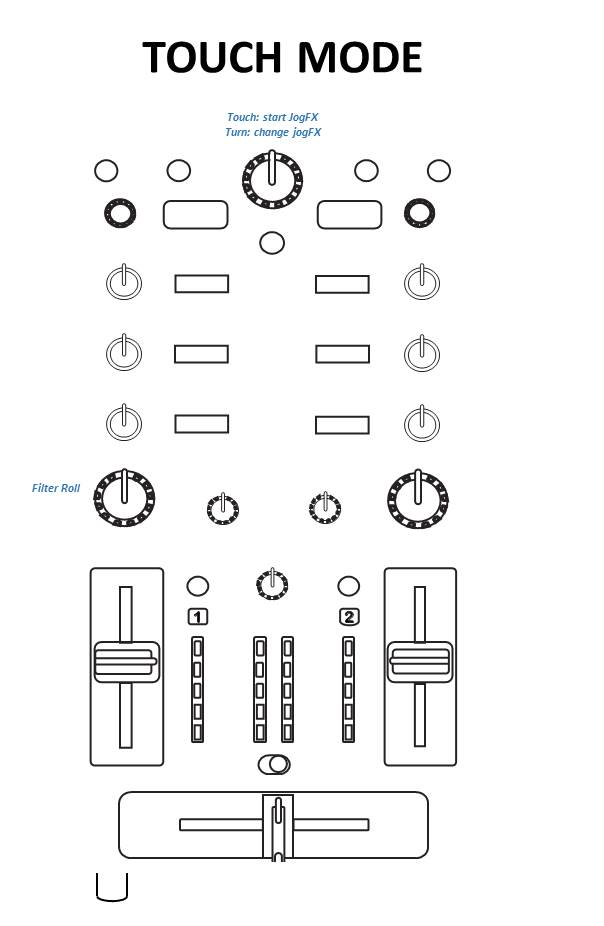 TOUCH MODE
Touch: start JogFX
Turn: change jogFX
Filter Roll
1 2